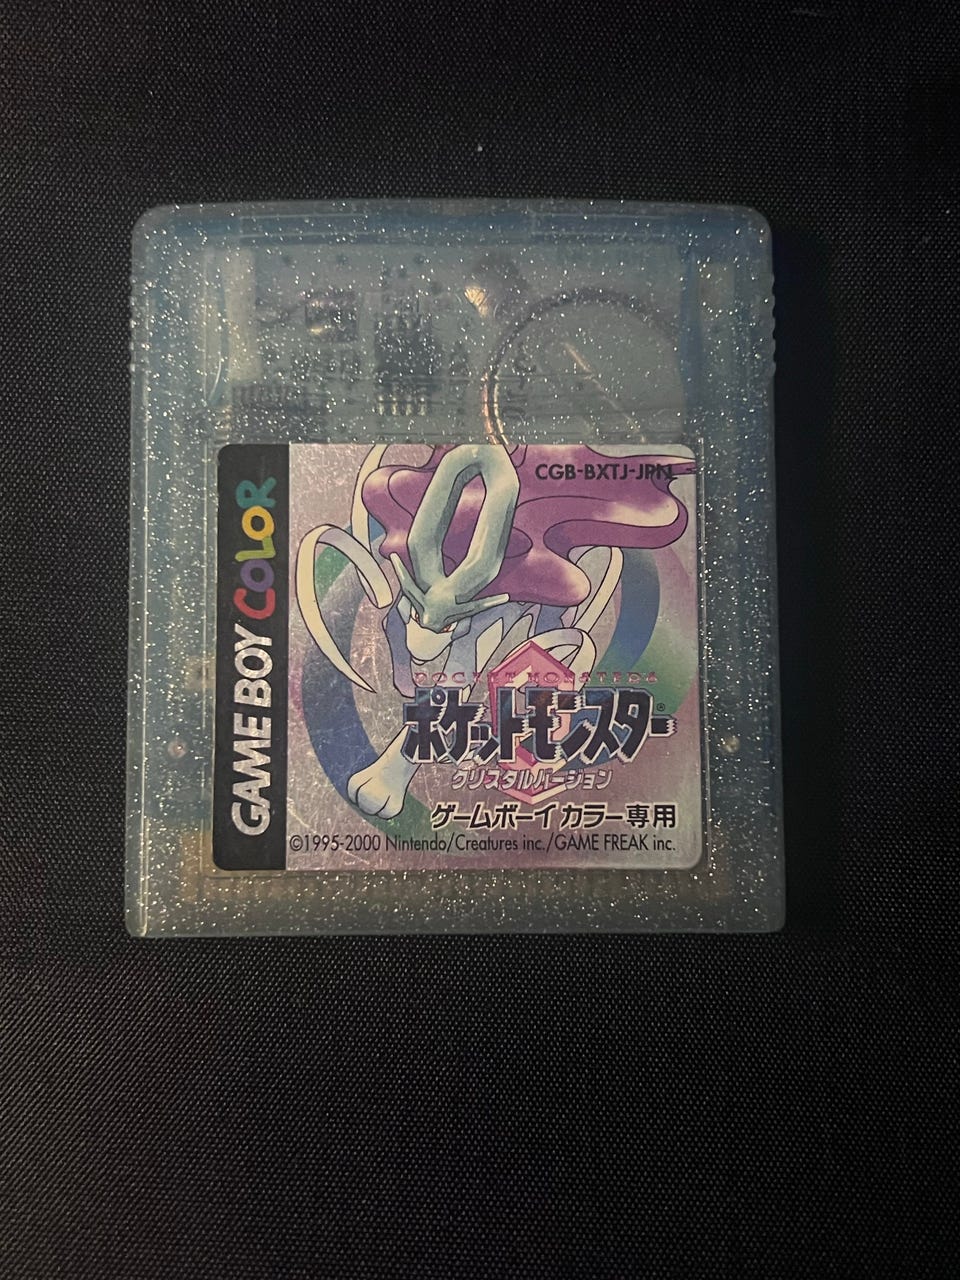 CGB-BXTJ-JPN
GAME BOY COLOR
POCKET MONSTERS
ポケットモンスター®
クリスタルバージョン
ゲームボーイ カラー専用
©1995-2000 Nintendo/Creatures inc./GAME FREAK inc.